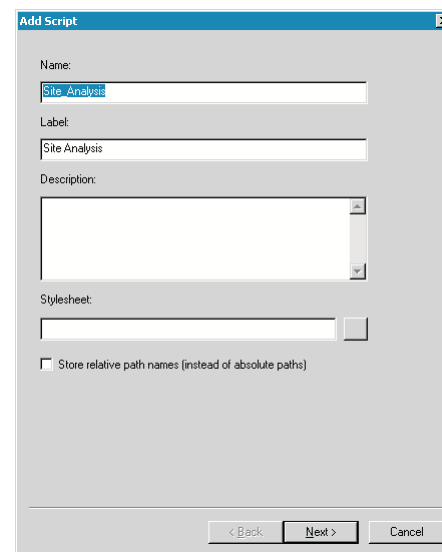 Add Script
Name:
Site_Analysis
Label:
Site Analysis
Description:
Stylesheet:
Store relative path names (instead of absolute paths)
< Back
Next >
Cancel